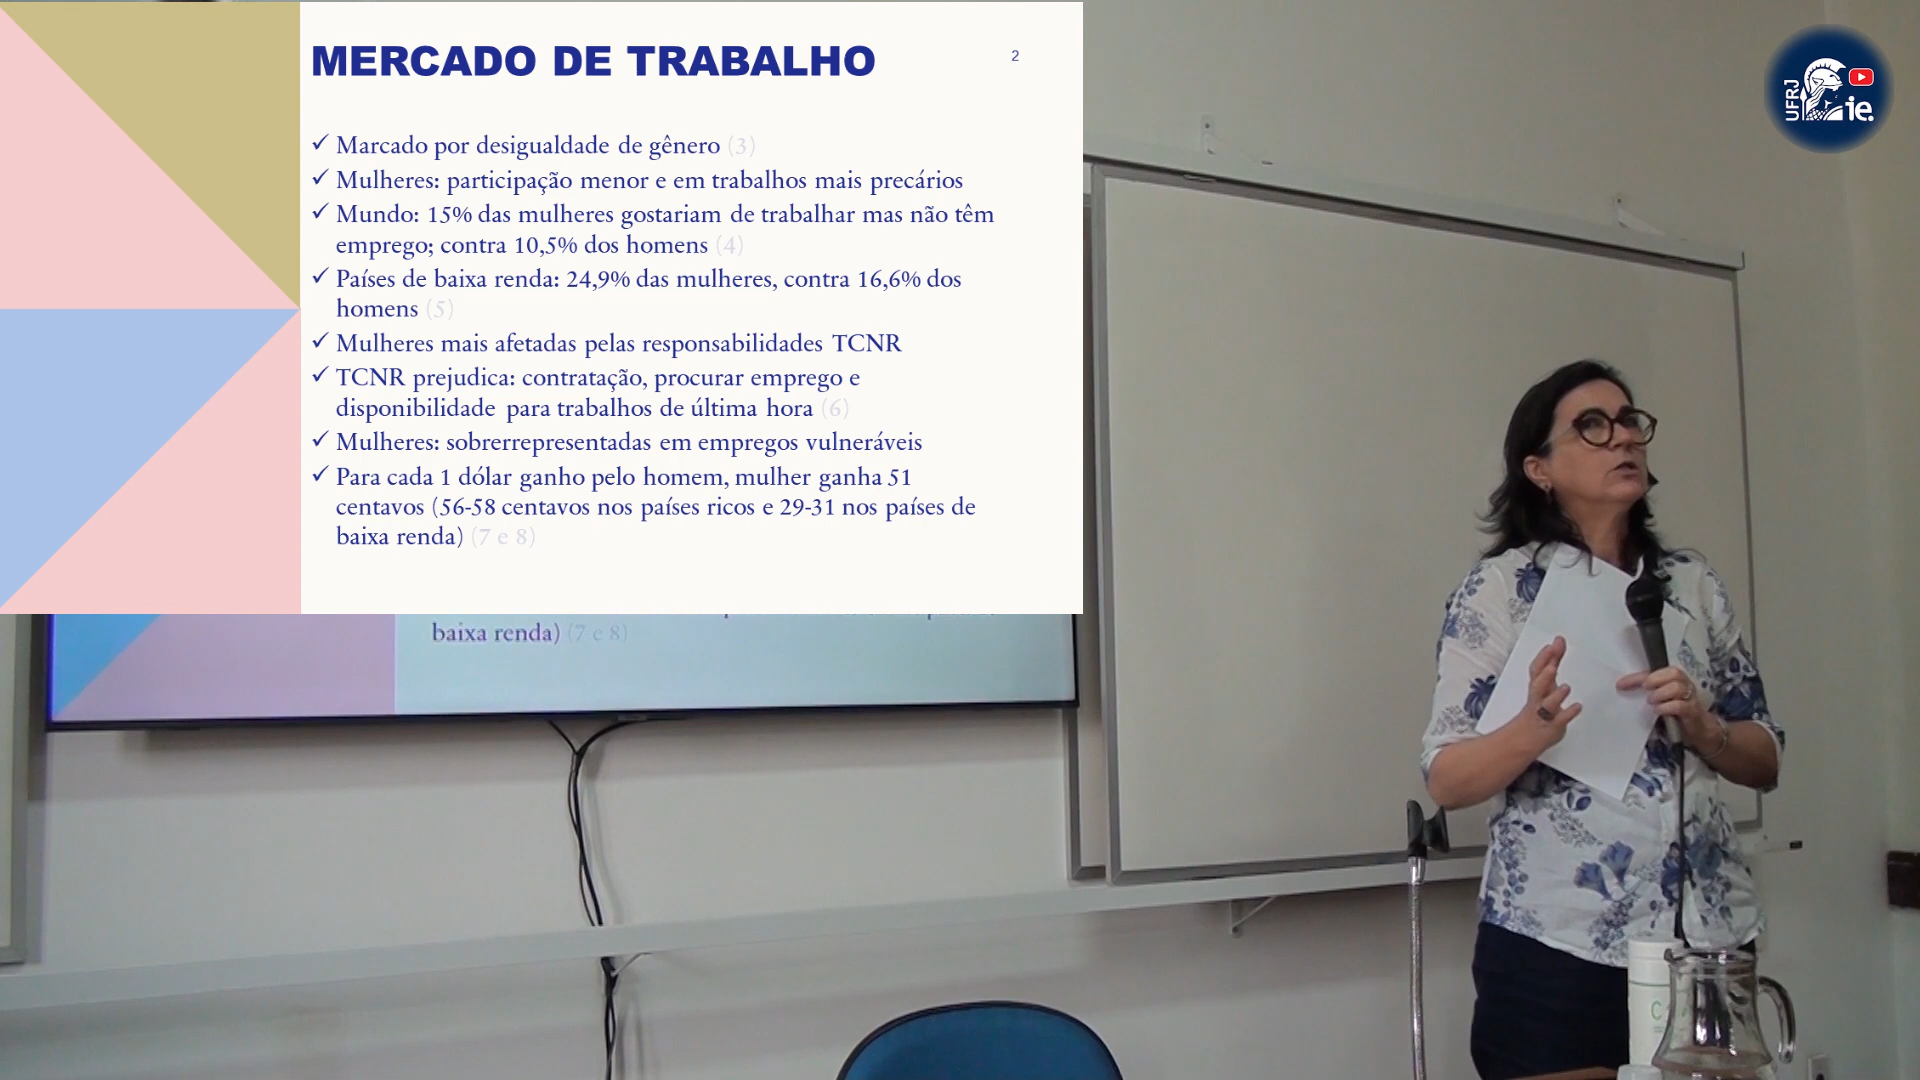 MERCADO DE TRABALHO
2
✓ Marcado por desigualdade de gênero (3)
✓ Mulheres: participação menor e em trabalhos mais precários
✓ Mundo: 15% das mulheres gostariam de trabalhar mas não têm
emprego; contra 10,5% dos homens (4)
✓ Países de baixa renda: 24,9% das mulheres, contra 16,6% dos
homens (5)
✓ Mulheres mais afetadas pelas responsabilidades TCNR
✓ TCNR prejudica: contratação, procurar emprego e
disponibilidade para trabalhos de última hora (6)
✓ Mulheres: sobrerrepresentadas em empregos vulneráveis
✓ Para cada 1 dólar ganho pelo homem, mulher ganha 51
centavos (56-58 centavos nos países ricos e 29-31 nos países de
baixa renda) (7 e 8)
baixa renda) (7 e 8)
UFRJ
ie.